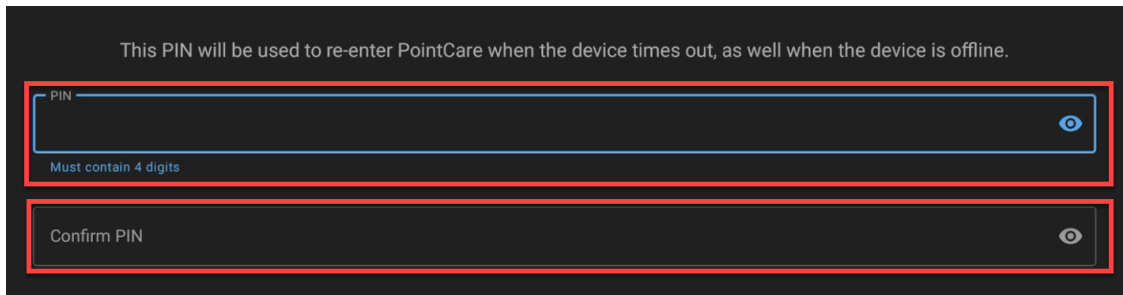 This PIN will be used to re-enter PointCare when the device times out, as well when the device is offline.
PIN
Must contain 4 digits
Confirm PIN